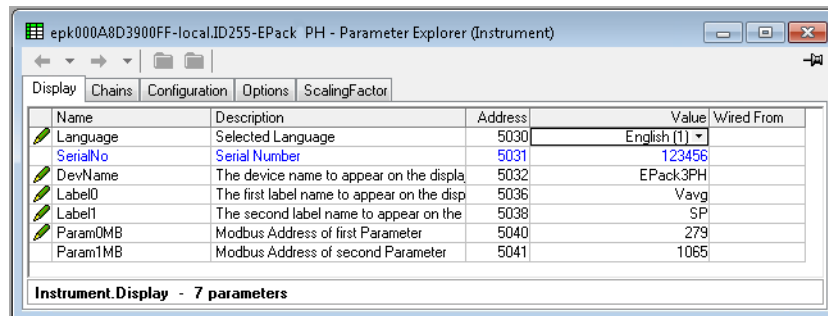 epk000A8D3900FF-local.ID255-EPack PH - Parameter Explorer (Instrument)
Display Chains Configuration Options ScalingFactor
Name Description Address Value Wired From
Language Selected Language 5030 English (1)
SerialNo Serial Number 5031 123456
DevName The device name to appear on the displa 5032 EPack3PH
Label0 The first label name to appear on the disp 5036 Vavg
Label1 The second label name to appear on the 5038 SP
Param0MB Modbus Address of first Parameter 5040 279
Param1MB Modbus Address of second Parameter 5041 1065
Instrument.Display - 7 parameters